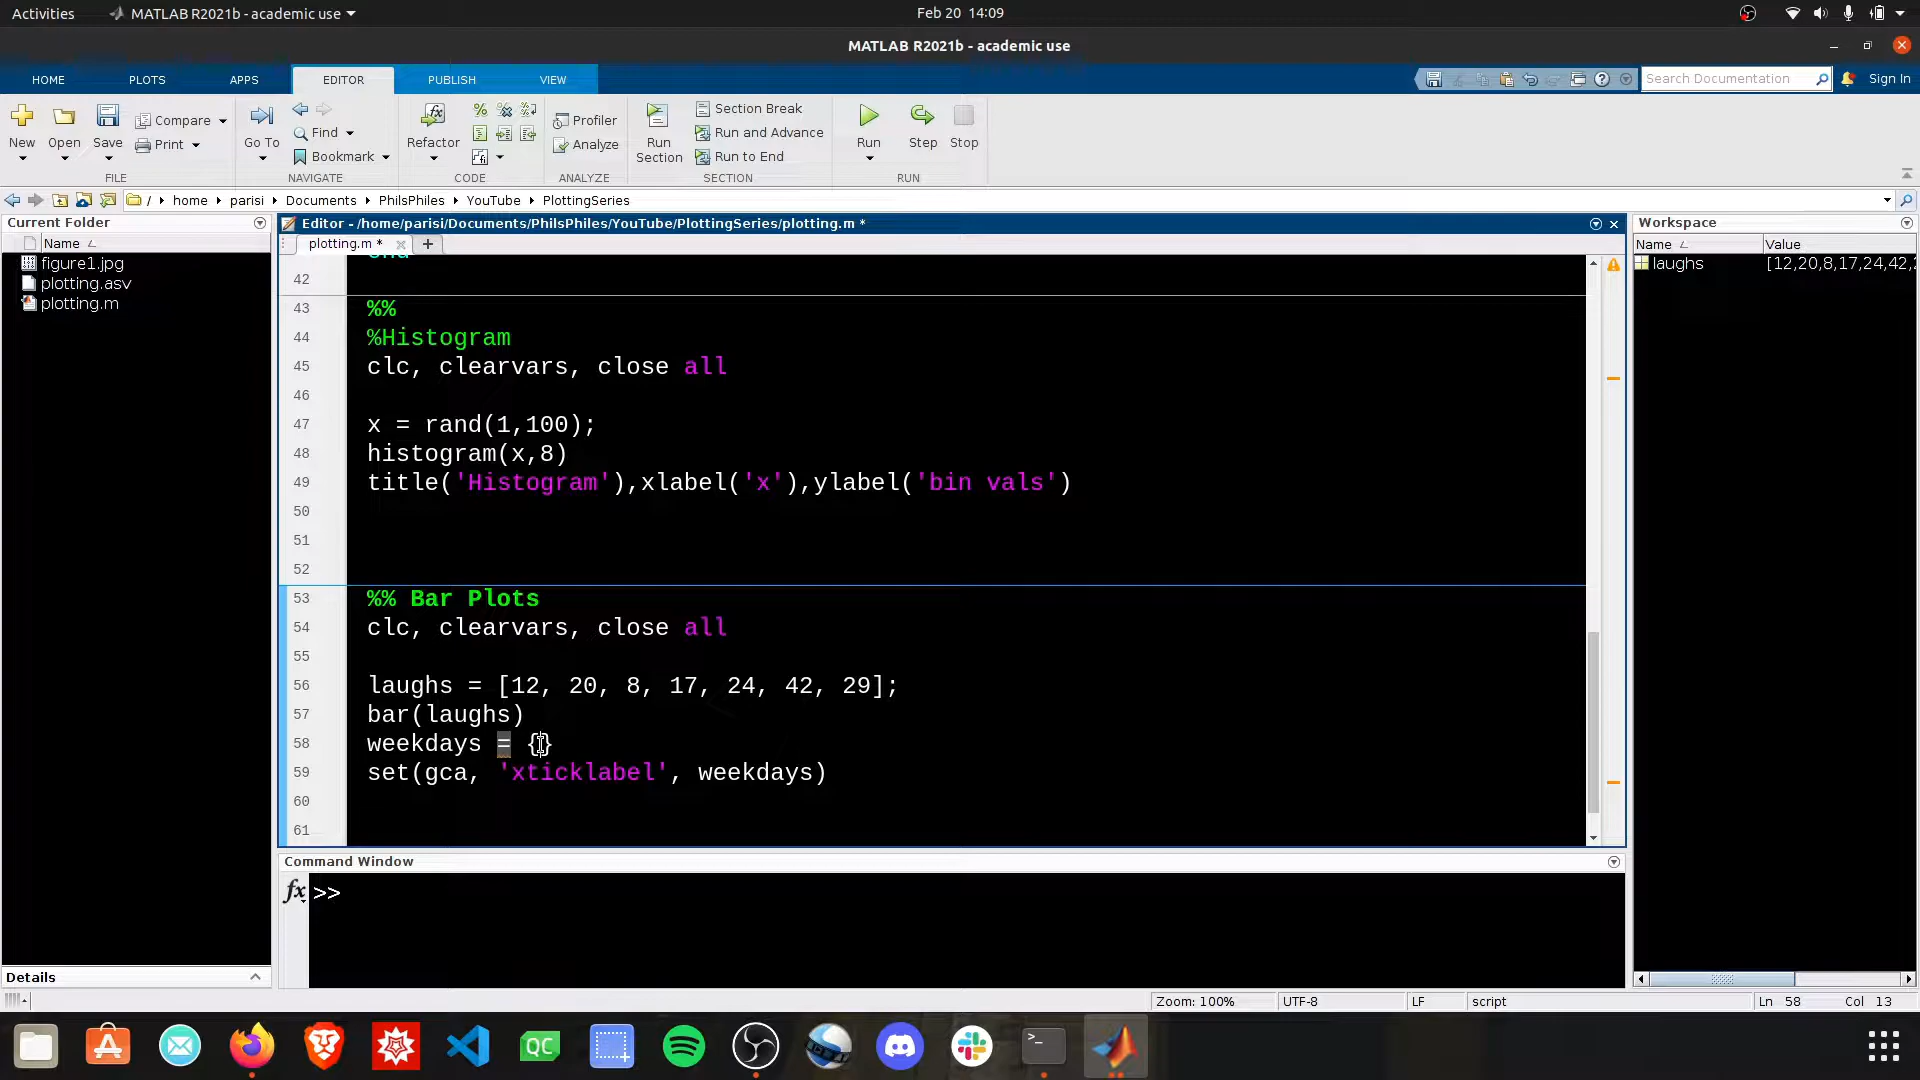 Activities MATLAB R2021b - academic use Feb 20 14:09
MATLAB R2021b - academic use
HOME PLOTS APPS EDITOR PUBLISH VIEW Search Documentation Sign In
New Open Save Compare Print Go To Find Bookmark Refactor Profiler Analyze Run Section Section Break Run and Advance Run to End Run Step Stop
FILE NAVIGATE CODE ANALYZE SECTION RUN
/ home parisi Documents PhilsPhiles YouTube PlottingSeries
Current Folder
Name
figure1.jpg
plotting.asv
plotting.m
Details
Editor - /home/parisi/Documents/PhilsPhiles/YouTube/PlottingSeries/plotting.m *
plotting.m * +
end
42
43 %%
44 %Histogram
45 clc, clearvars, close all
46
47 x = rand(1,100);
48 histogram(x,8)
49 title('Histogram'),xlabel('x'),ylabel('bin vals')
50
51
52
53 %% Bar Plots
54 clc, clearvars, close all
55
56 laughs = [12, 20, 8, 17, 24, 42, 29];
57 bar(laughs)
58 weekdays = {}
59 set(gca, 'xticklabel', weekdays)
60
61
Command Window
fx >>
Workspace
Name Value
laughs [12,20,8,17,24,42,
Zoom: 100% UTF-8 LF script Ln 58 Col 13
QC
>_